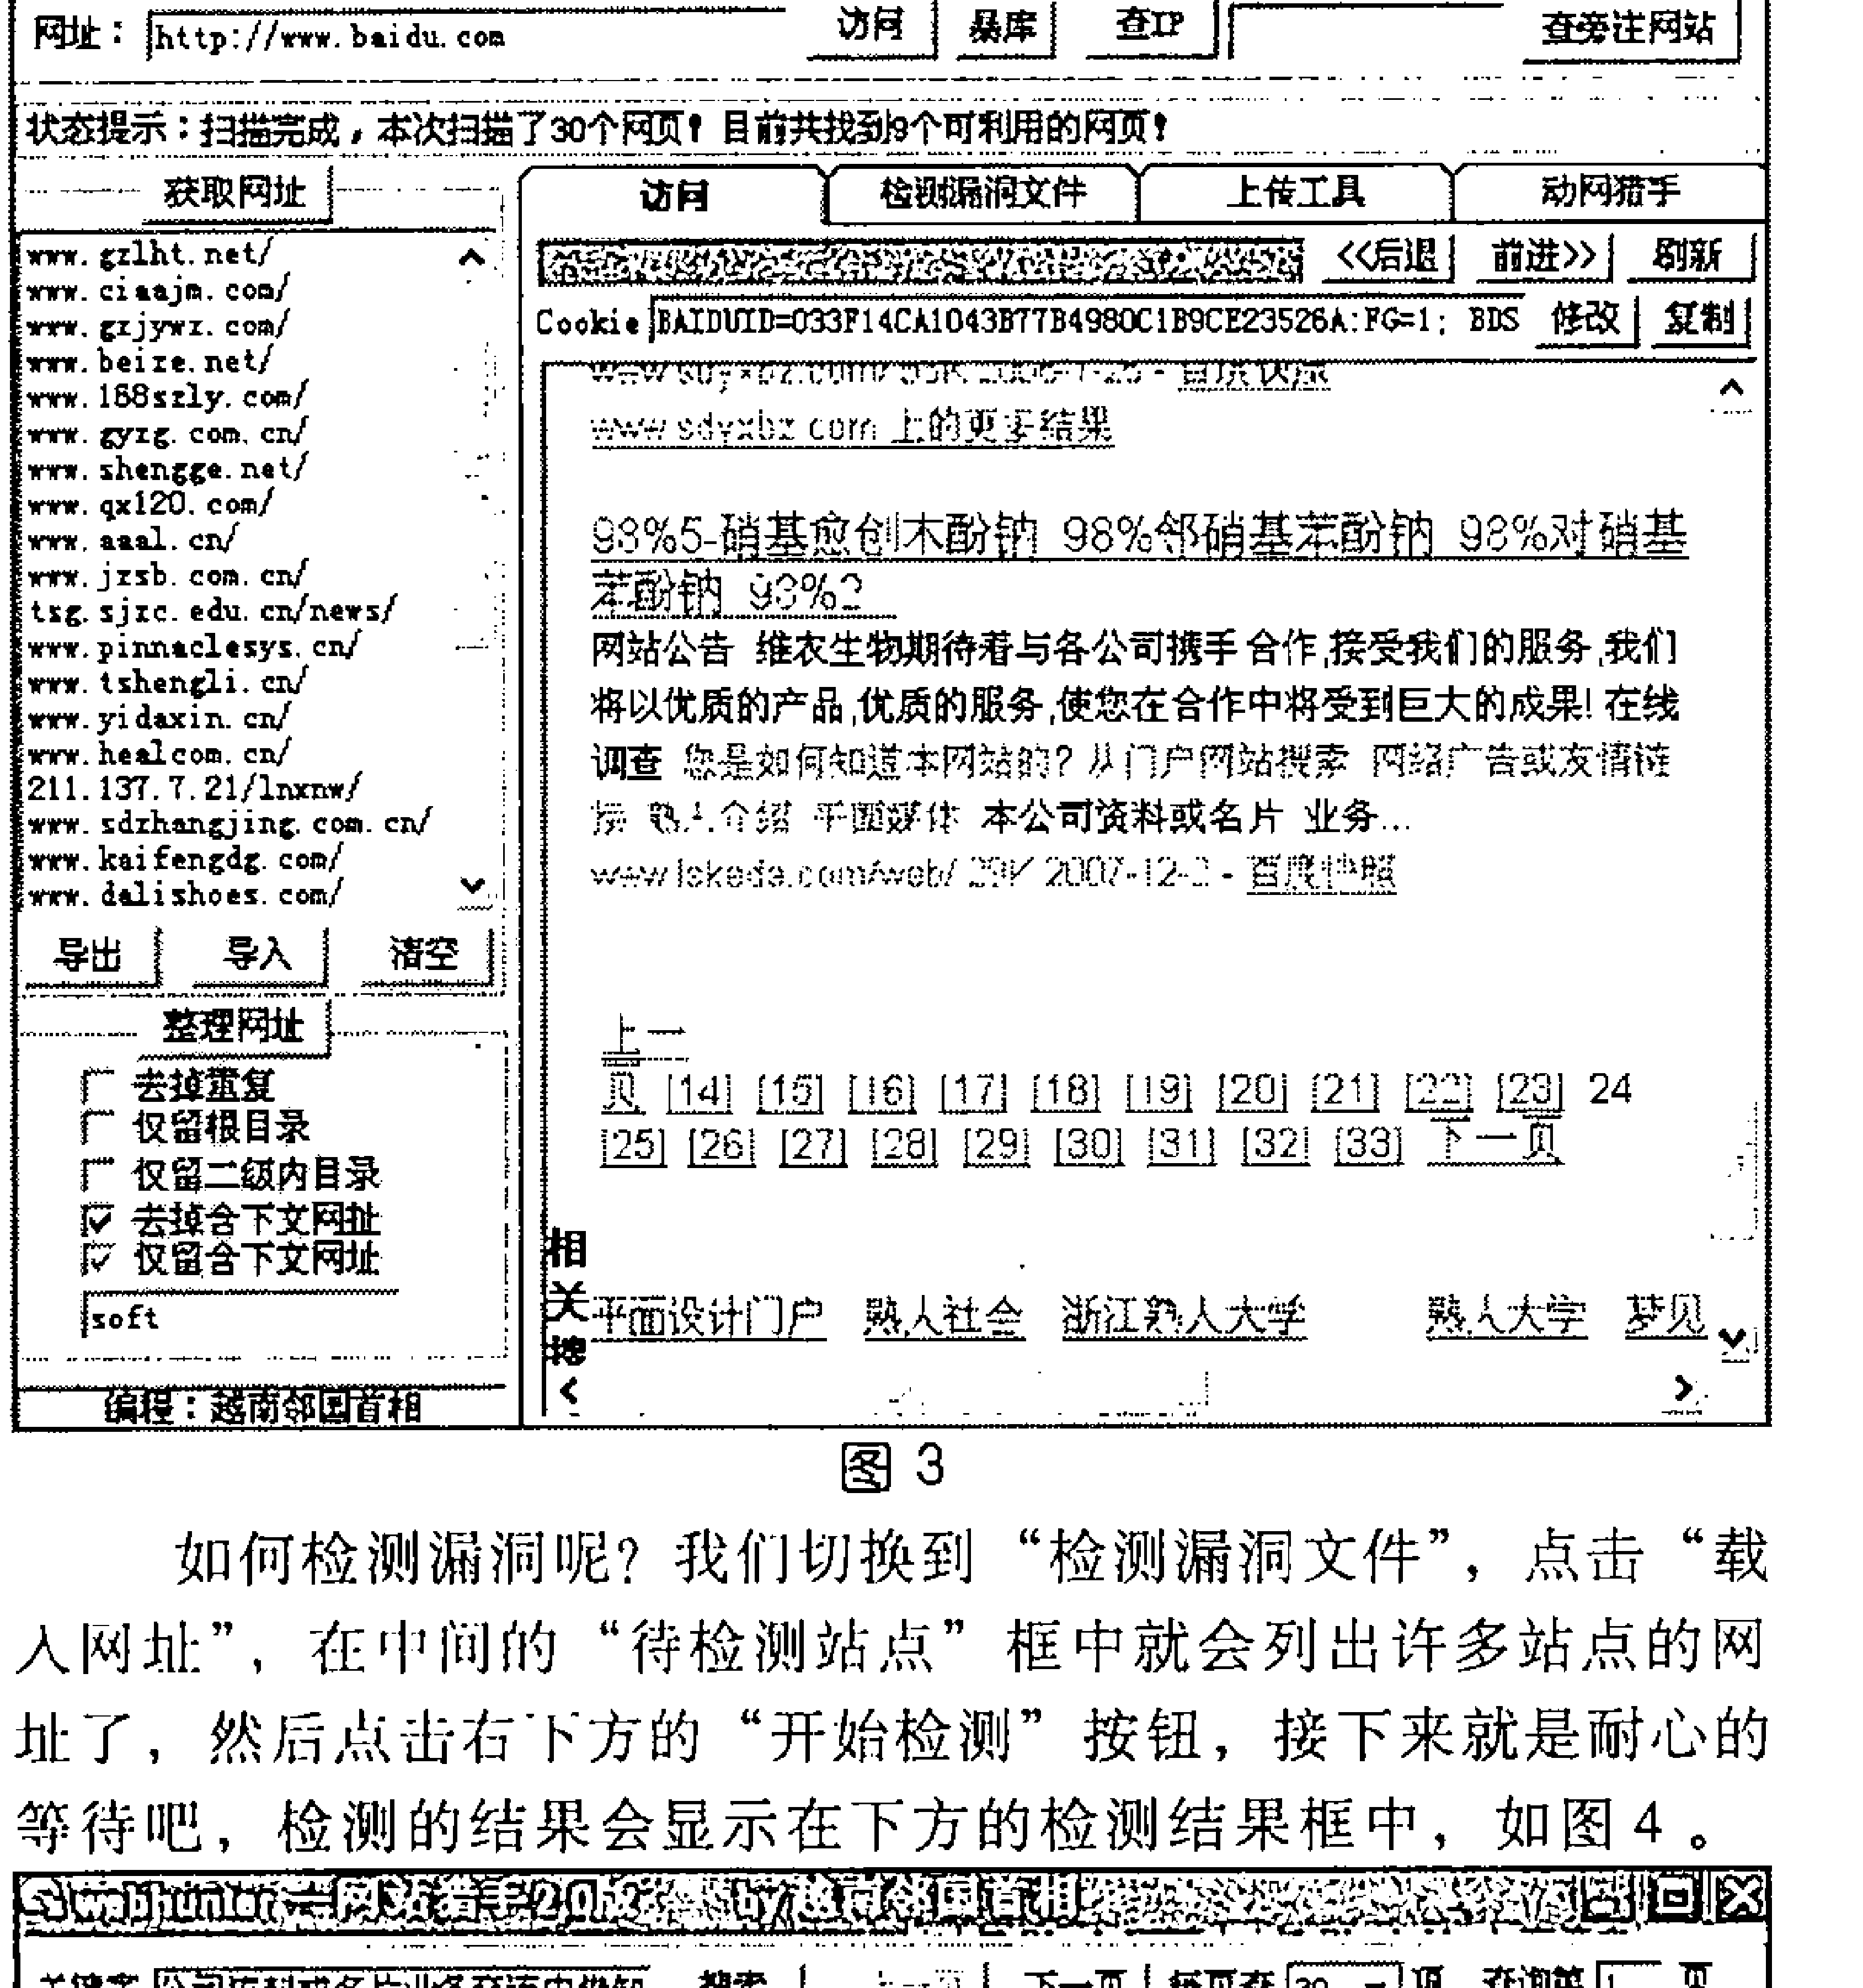 网址： http://www.baidu.com 访问 暴库 查IP 查旁注网站
状态提示：扫描完成，本次扫描了30个网页！目前共找到9个可利用的网页！
获取网址
www.gzlht.net/
www.ciaajm.com/
www.gzjywz.com/
www.beize.net/
www.168szly.com/
www.gyzg.com.cn/
www.shengge.net/
www.qx120.com/
www.aaal.cn/
www.jzsb.com.cn/
tsg.sjzc.edu.cn/news/
www.pinnaclesys.cn/
www.tshengli.cn/
www.yidaxin.cn/
www.healcom.cn/
211.137.7.21/lnxnw/
www.sdzhangjing.com.cn/
www.kaifengdg.com/
www.dalishoes.com/
导出 导入 清空
整理网址
去掉重复
仅留根目录
仅留二级内目录
去掉含下文网址
仅留含下文网址
soft
编程：越南邻国首相
访问 检测漏洞文件 上传工具 动网猎手
<<后退 前进>> 刷新
Cookie BAIDUID=033F14CA1043B77B4980C1B9CE23526A:FG=1; BDS 修改 复制
www.sdyxbz.com 上的更多结果
98%5-硝基愈创木酚钠 98%邻硝基苯酚钠 98%对硝基
苯酚钠 98%2
网站公告 维农生物期待着与各公司携手合作,接受我们的服务,我们
将以优质的产品,优质的服务,使您在合作中将受到巨大的成果! 在线
调查 您是如何知道本网站的? 从门户网站搜索 网络广告或友情链
接 熟人介绍 平面媒体 本公司资料或名片 业务...
2007-12-3 - 百度快照
上一
页 [14] [15] [16] [17] [18] [19] [20] [21] [22] [23] 24
[25] [26] [27] [28] [29] [30] [31] [32] [33] 下一页
相
关
搜
平面设计门户 熟人社会 浙江熟人大学 熟人大学 梦见
图 3
如何检测漏洞呢？我们切换到“检测漏洞文件”，点击“载
入网址”，在中间的“待检测站点”框中就会列出许多站点的网
址了，然后点击右下方的“开始检测”按钮，接下来就是耐心的
等待吧，检测的结果会显示在下方的检测结果框中，如图 4 。
webhunter 网站猎手2.0版 by 越南邻国首相